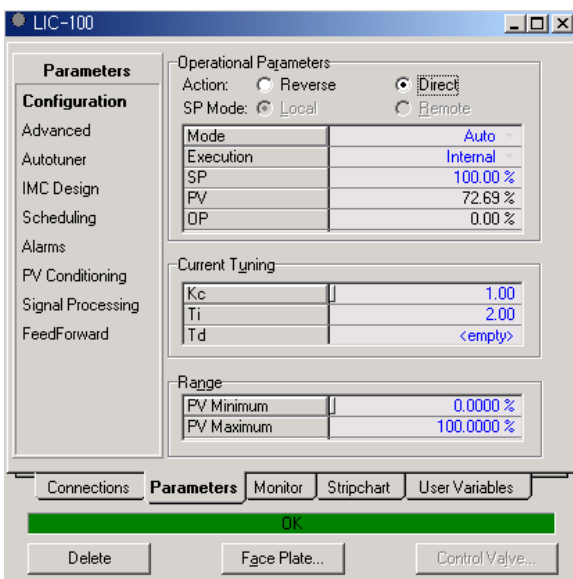 LIC-100
Parameters
Configuration
Advanced
Autotuner
IMC Design
Scheduling
Alarms
PV Conditioning
Signal Processing
FeedForward
Operational Parameters
Action: Reverse Direct
SP Mode: Local Remote
Mode Auto
Execution Internal
SP 100.00 %
PV 72.69 %
OP 0.00 %
Current Tuning
Kc 1.00
Ti 2.00
Td <empty>
Range
PV Minimum 0.0000 %
PV Maximum 100.0000 %
Connections Parameters Monitor Stripchart User Variables
OK
Delete Face Plate... Control Valve...